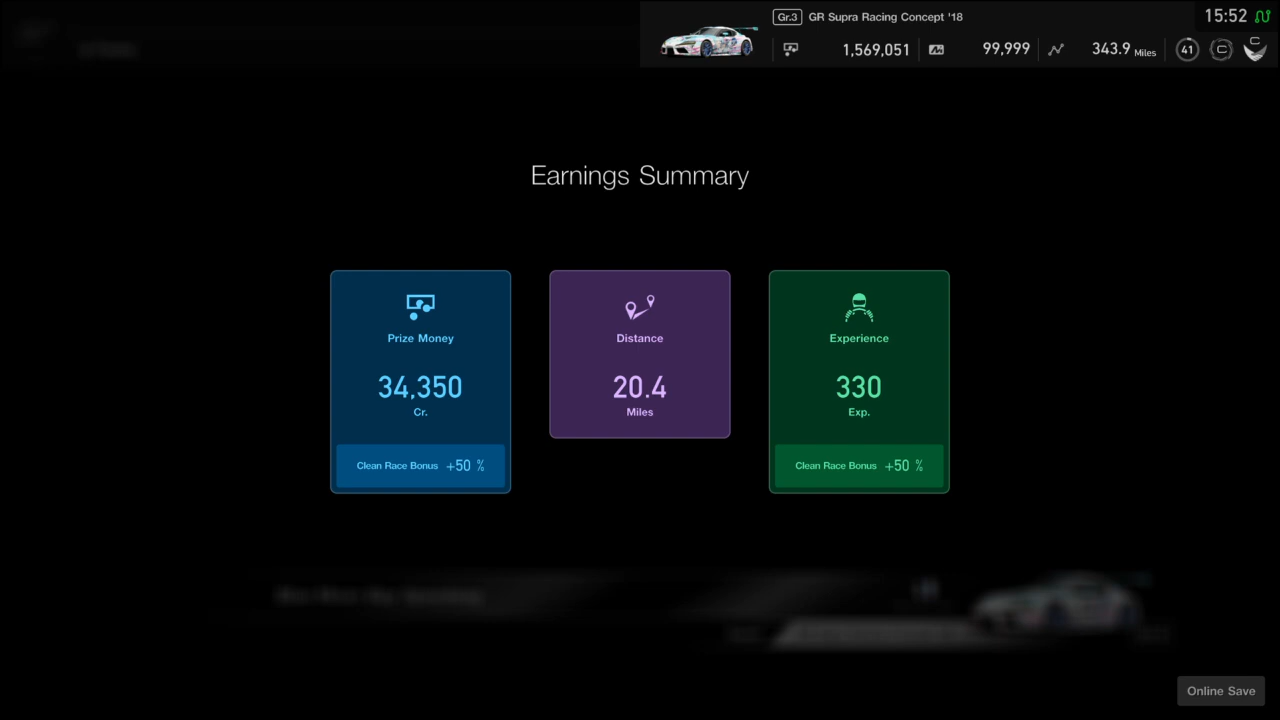 Gr.3 GR Supra Racing Concept '18
15:52
1,569,051
99,999
343.9 Miles
41
C
C
Earnings Summary
Prize Money
34,350
Cr.
Clean Race Bonus +50 %
Distance
20.4
Miles
Experience
330
Exp.
Clean Race Bonus +50 %
Online Save